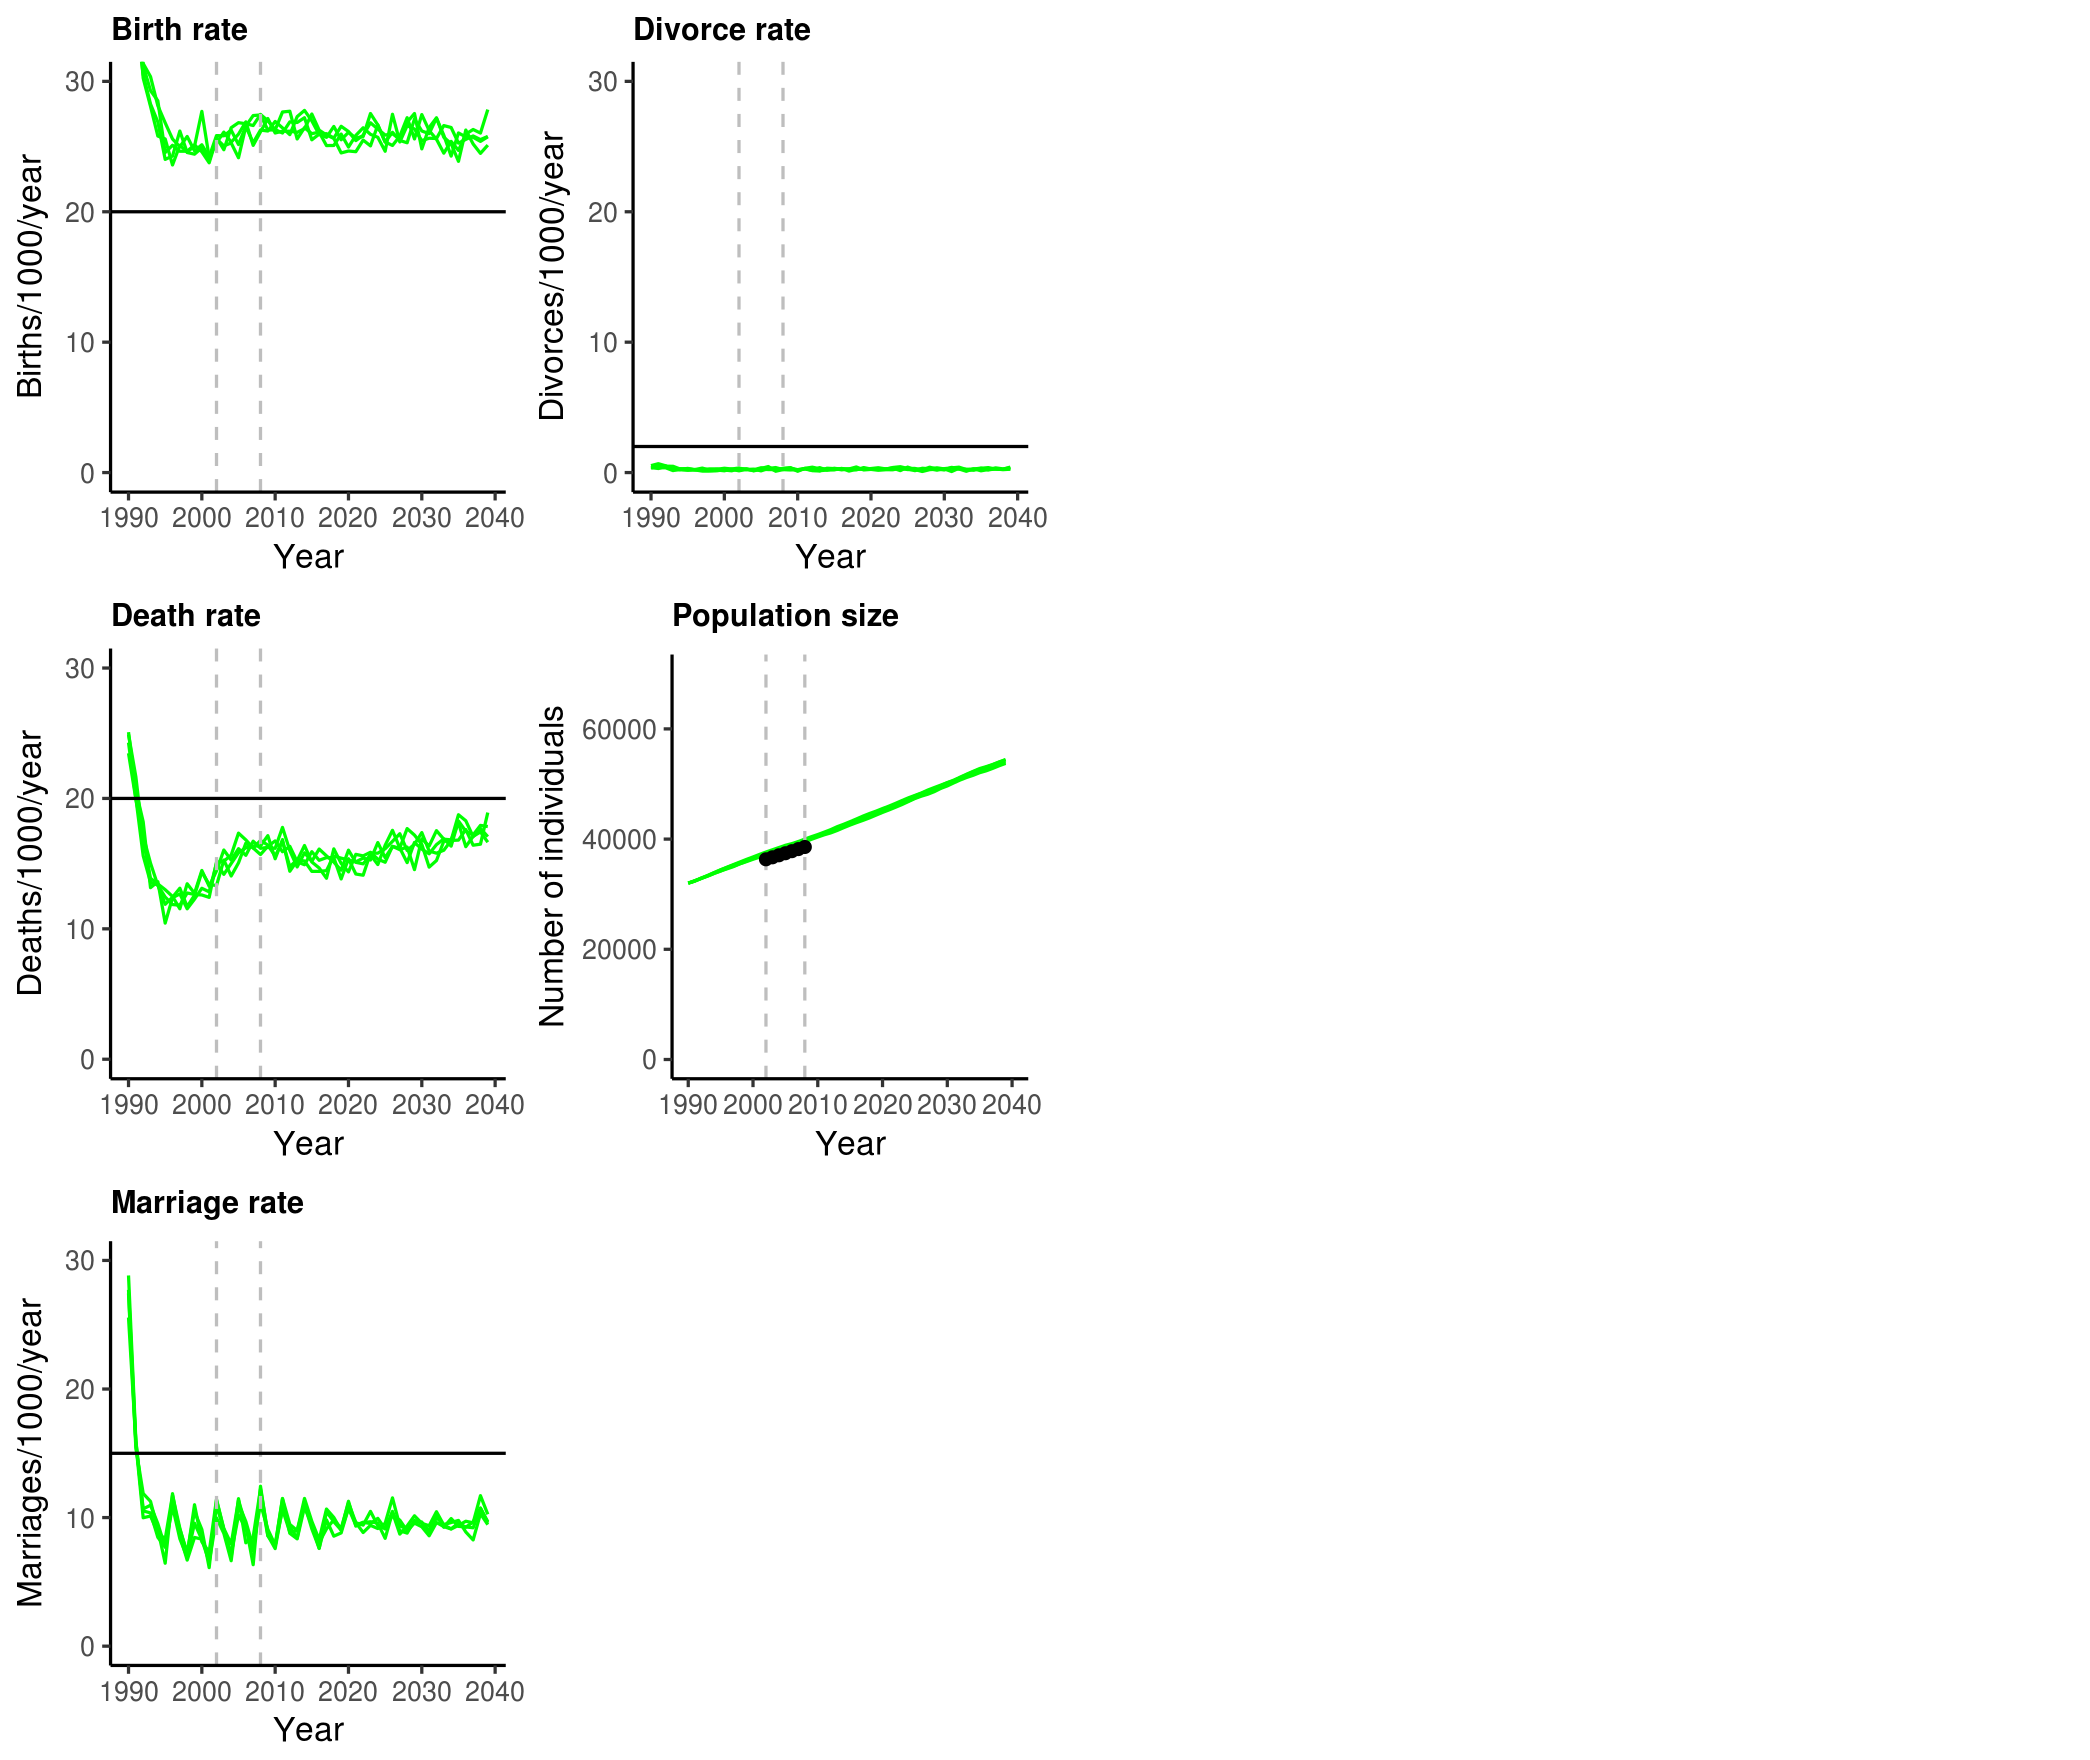 Birth rate
Births/1000/year
30
20
10
0
1990 2000 2010 2020 2030 2040
Year
Divorce rate
Divorces/1000/year
30
20
10
0
1990 2000 2010 2020 2030 2040
Year
Death rate
Deaths/1000/year
30
20
10
0
1990 2000 2010 2020 2030 2040
Year
Population size
Number of individuals
60000
40000
20000
0
1990 2000 2010 2020 2030 2040
Year
Marriage rate
Marriages/1000/year
30
20
10
0
1990 2000 2010 2020 2030 2040
Year